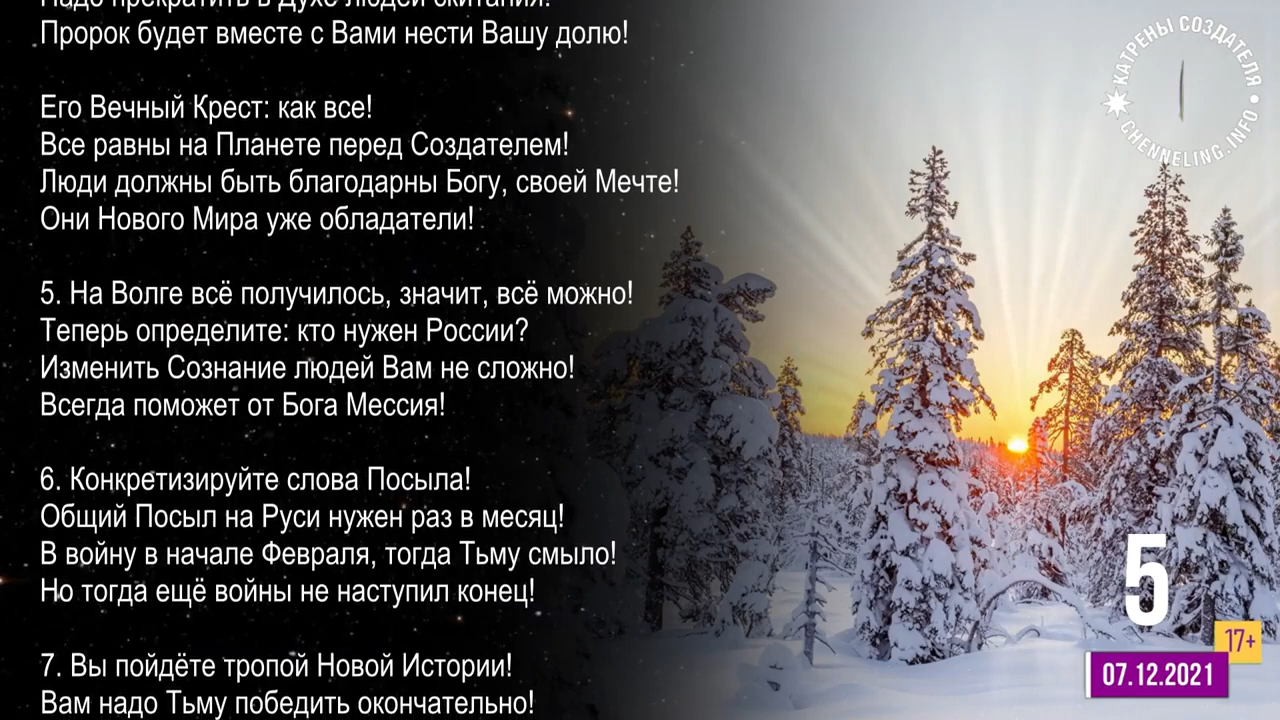 Надо прекратить в Духе людей скитания!
Пророк будет вместе с Вами нести Вашу долю!
Его Вечный Крест: как все!
Все равны на Планете перед Создателем!
Люди должны быть благодарны Богу, своей Мечте!
Они Нового Мира уже обладатели!
5. На Волге всё получилось, значит, всё можно!
Теперь определите: кто нужен России?
Изменить Сознание людей Вам не сложно!
Всегда поможет от Бога Мессия!
6. Конкретизируйте слова Посыла!
Общий Посыл на Руси нужен раз в месяц!
В войну в начале Февраля, тогда Тьму смыло!
Но тогда ещё войны не наступил конец!
7. Вы пойдёте тропой Новой Истории!
Вам надо Тьму победить окончательно!
КАТРЕНЫ СОЗДАТЕЛЯ
CHENNELING.INFO
5
17+
07.12.2021